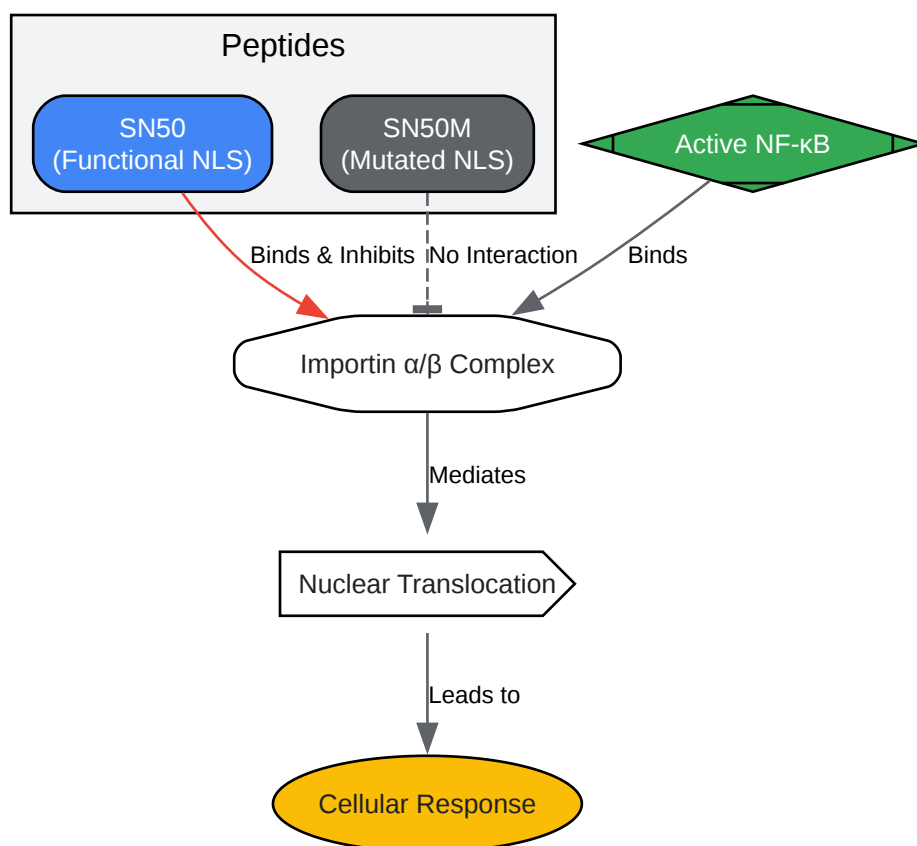 Peptides
SN50
(Functional NLS)
SN50M
(Mutated NLS)
Active NF-κB
Binds & Inhibits
No Interaction
Binds
Importin α/β Complex
Mediates
Nuclear Translocation
Leads to
Cellular Response